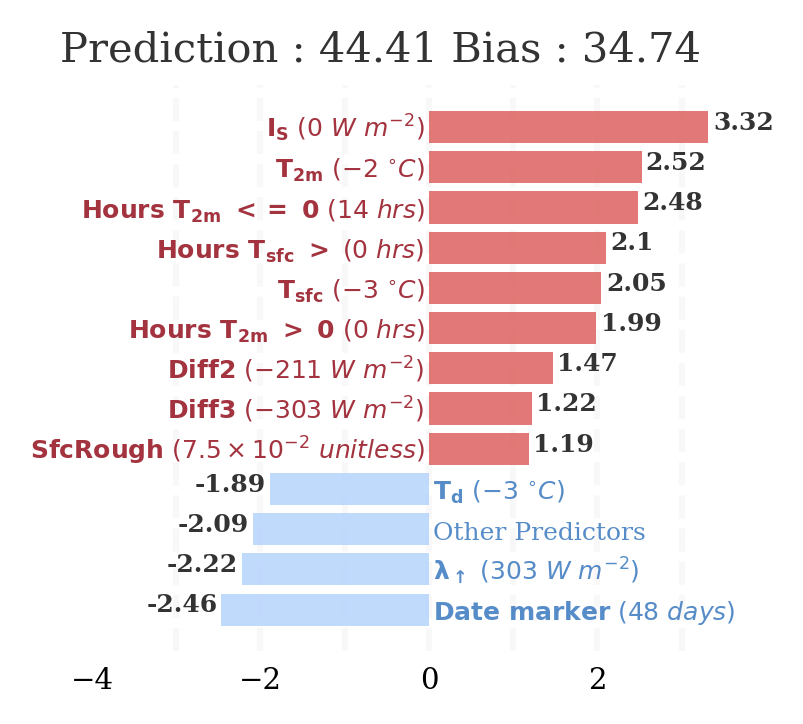 Prediction : 44.41 Bias : 34.74
I_S (0 W m⁻²) 3.32
T_2m (−2 °C) 2.52
Hours T_2m < = 0 (14 hrs) 2.48
Hours T_sfc > (0 hrs) 2.1
T_sfc (−3 °C) 2.05
Hours T_2m > 0 (0 hrs) 1.99
Diff2 (−211 W m⁻²) 1.47
Diff3 (−303 W m⁻²) 1.22
SfcRough (7.5 × 10⁻² unitless) 1.19
-1.89 T_d (−3 °C)
-2.09 Other Predictors
-2.22 λ_↑ (303 W m⁻²)
-2.46 Date marker (48 days)
−4 −2 0 2